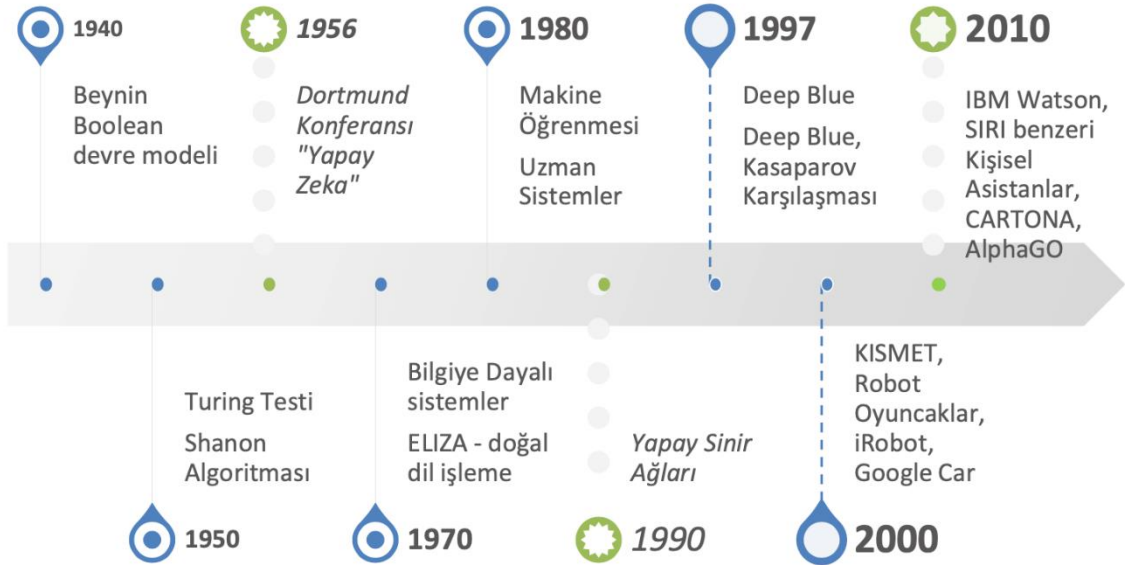 1940
Beynin
Boolean
devre modeli
1956
Dortmund
Konferansı
"Yapay
Zeka"
1980
Makine
Öğrenmesi
Uzman
Sistemler
1997
Deep Blue
Deep Blue,
Kasaparov
Karşılaşması
2010
IBM Watson,
SIRI benzeri
Kişisel
Asistanlar,
CARTONA,
AlphaGO
Turing Testi
Shanon
Algoritması
1950
Bilgiye Dayalı
sistemler
ELIZA - doğal
dil işleme
1970
Yapay Sinir
Ağları
1990
KISMET,
Robot
Oyuncaklar,
iRobot,
Google Car
2000